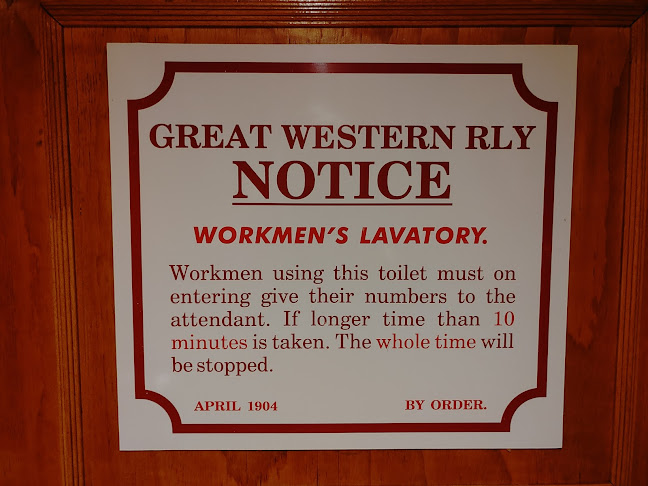 GREAT WESTERN RLY
NOTICE
WORKMEN'S LAVATORY.
Workmen using this toilet must on
entering give their numbers to the
attendant. If longer time than 10
minutes is taken. The whole time will
be stopped.
APRIL 1904 BY ORDER.